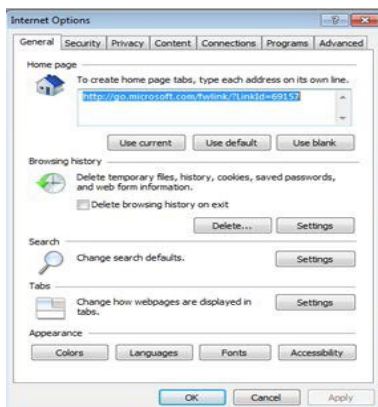 Internet Options
General Security Privacy Content Connections Programs Advanced
Home page
To create home page tabs, type each address on its own line.
http://go.microsoft.com/fwlink/?LinkId=69157
Use current Use default Use blank
Browsing history
Delete temporary files, history, cookies, saved passwords,
and web form information.
Delete browsing history on exit
Delete... Settings
Search
Change search defaults.
Settings
Tabs
Change how webpages are displayed in
tabs.
Settings
Appearance
Colors Languages Fonts Accessibility
OK Cancel Apply